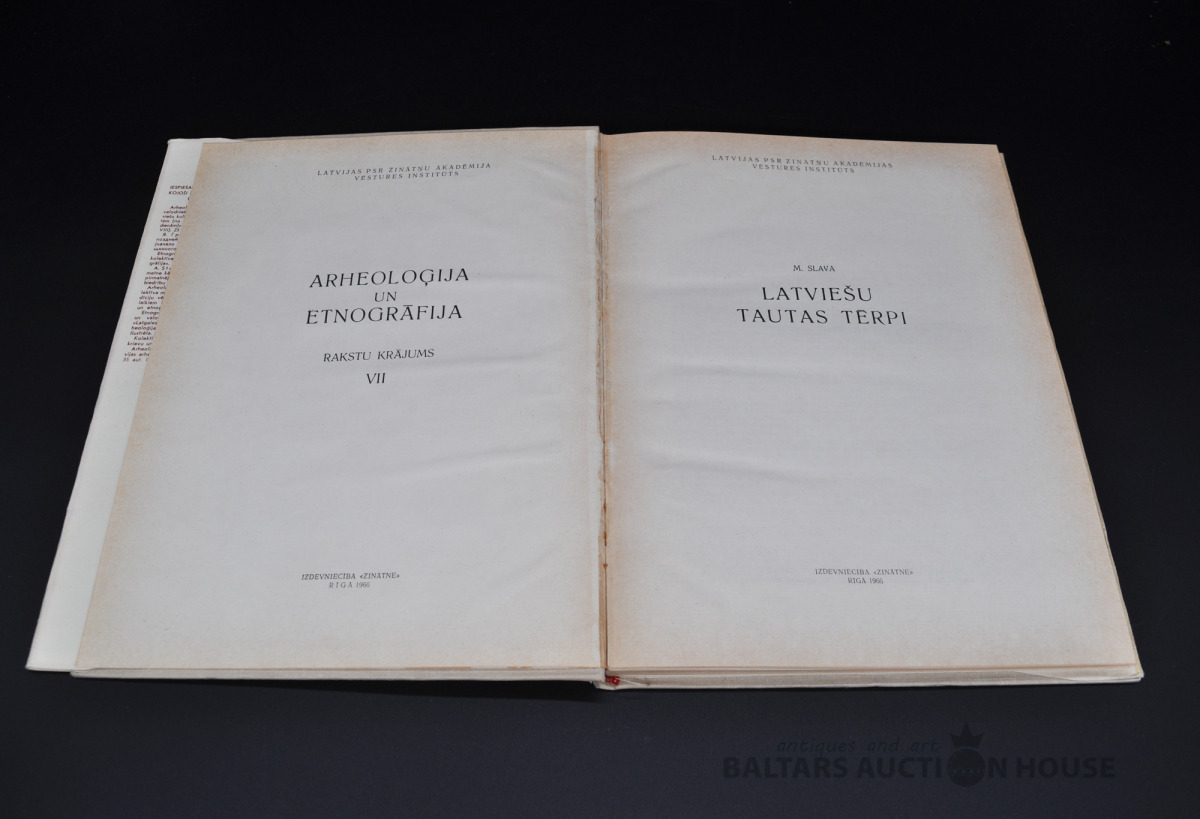 LATVIJAS PSR ZINĀTŅU AKADĒMIJA
VĒSTURES INSTITŪTS
ARHEOLOĢIJA
UN
ETNOGRĀFIJA
RAKSTU KRĀJUMS
VII
IZDEVNIECĪBA «ZINĀTNE»
RĪGĀ 1966
LATVIJAS PSR ZINĀTŅU AKADĒMIJAS
VĒSTURES INSTITŪTS
M. SLAVA
LATVIEŠU
TAUTAS TĒRPI
IZDEVNIECĪBA «ZINĀTNE»
RĪGĀ 1966
antiques and art
BALTARS AUCTION HOUSE